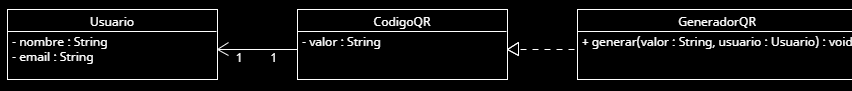 Usuario
- nombre : String
- email : String
1
1
CodigoQR
- valor : String
GeneradorQR
+ generar(valor : String, usuario : Usuario) : void